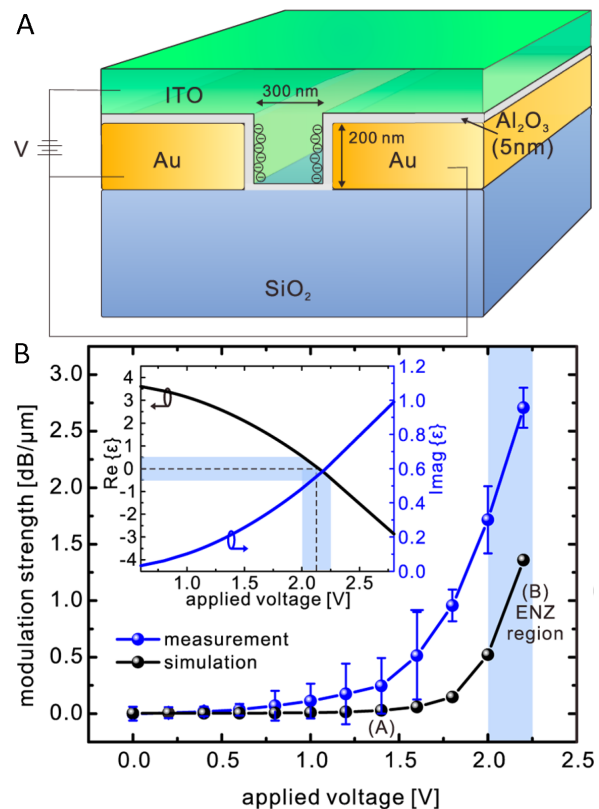 A
ITO
300 nm
200 nm
Al₂O₃
(5nm)
V
Au
Au
SiO₂
B
modulation strength [dB/µm]
3.0
2.5
2.0
1.5
1.0
0.5
0.0
Re {ε}
4
3
2
1
0
-1
-2
-3
-4
1.0 1.5 2.0 2.5
applied voltage [V]
1.2
1.0
0.8
0.6
0.4
0.2
0.0
Imag {ε}
measurement
simulation
(A)
(B)
ENZ
region
0.0 0.5 1.0 1.5 2.0 2.5
applied voltage [V]